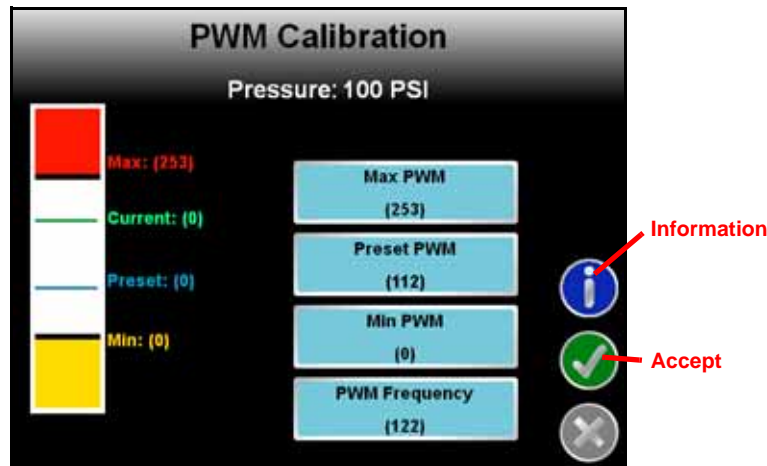 PWM Calibration
Pressure: 100 PSI
Max: (253)
Current: (0)
Preset: (0)
Min: (0)
Max PWM
(253)
Preset PWM
(112)
Min PWM
(0)
PWM Frequency
(122)
Information
Accept